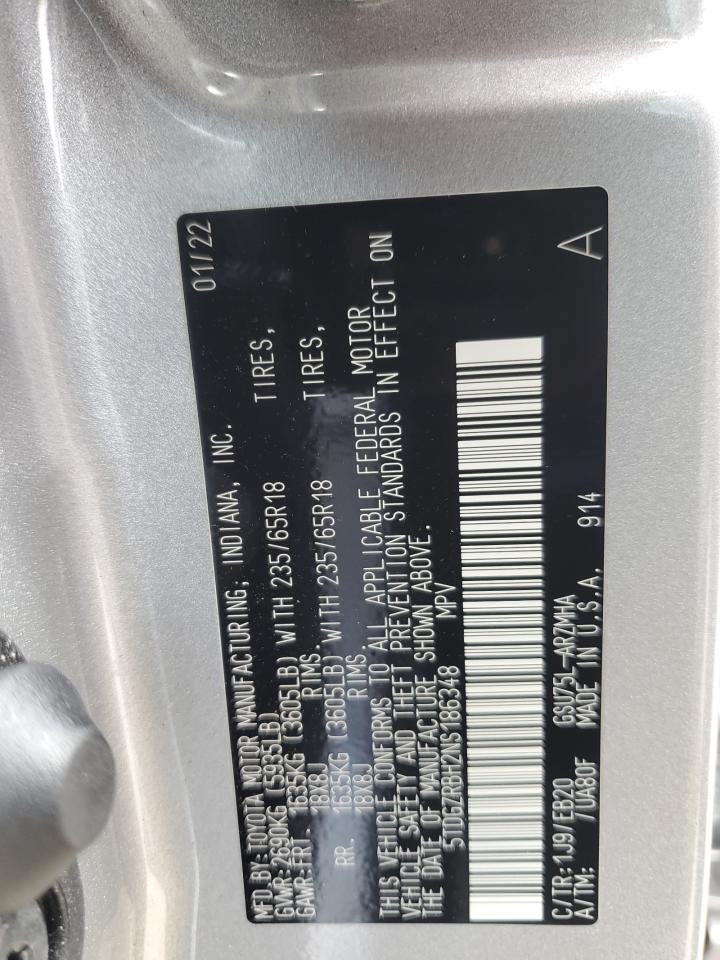 MFD BY: TOYOTA MOTOR MANUFACTURING, INDIANA, INC. 01/22
GVWR: 2690KG (5935LB)
GAWR: FRT. 1635KG (3605LB) WITH 235/65R18 TIRES,
18X8J RIMS.
RR. 1635KG (3605LB) WITH 235/65R18 TIRES,
18X8J RIMS.
THIS VEHICLE CONFORMS TO ALL APPLICABLE FEDERAL MOTOR
VEHICLE SAFETY AND THEFT PREVENTION STANDARDS IN EFFECT ON
THE DATE OF MANUFACTURE SHOWN ABOVE.
5TDGZRBH2NS186348 MPV
C/TR: 1J9/EB20 GSU75L-ARZMHA A
A/TM: /UA80F MADE IN U.S.A. 914